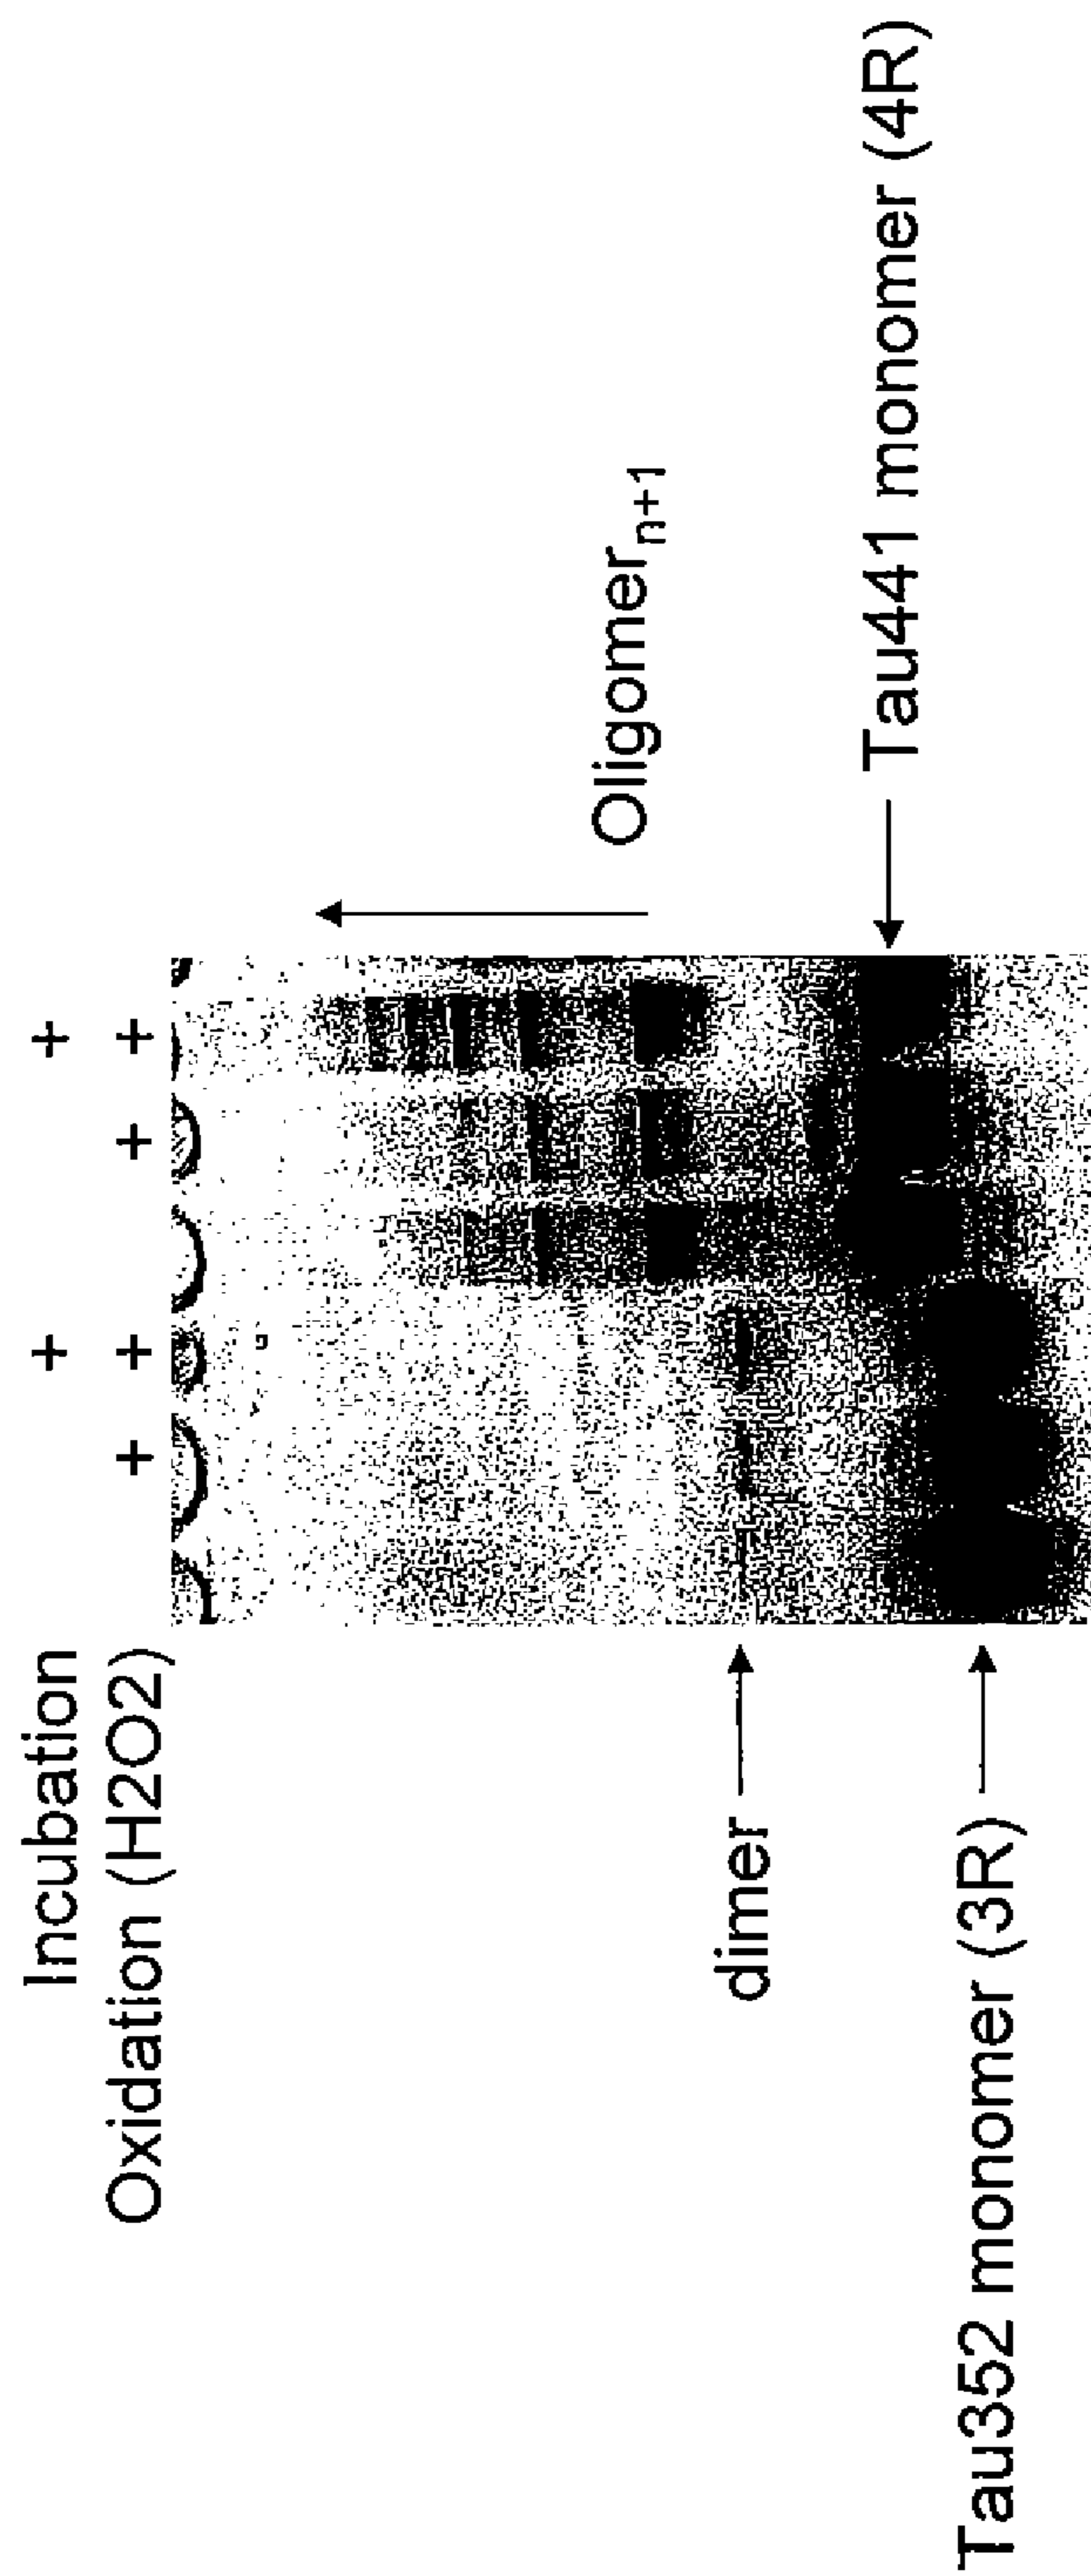 Incubation + +
Oxidation (H2O2) + + + +
Oligomern+1
dimer
Tau441 monomer (4R)
Tau352 monomer (3R)